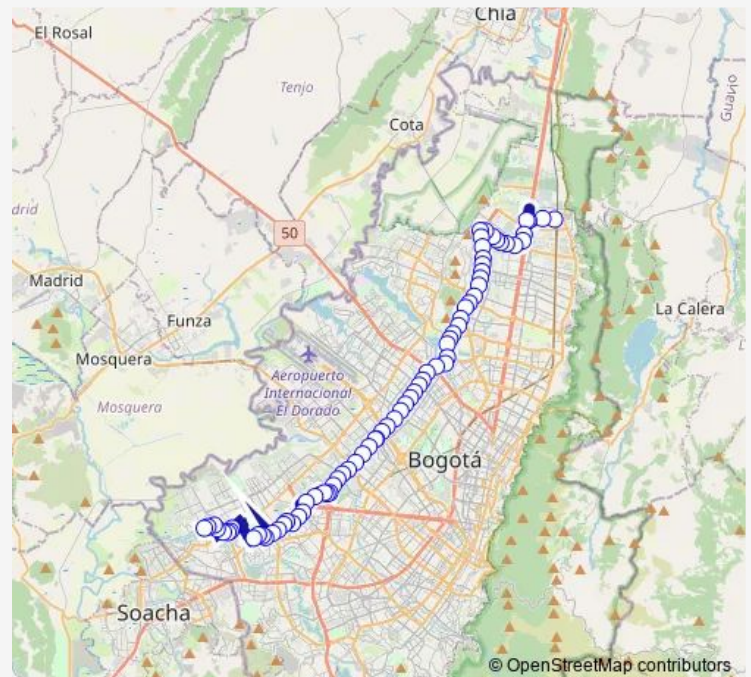 Chía
El Rosal
Tenjo
Guavio
Cota
drid
50
Madrid
Funza
La Calera
Mosquera
Aeropuerto
Internacional
El Dorado
Mosquera
Bogotá
Soacha
© OpenStreetMap contributors